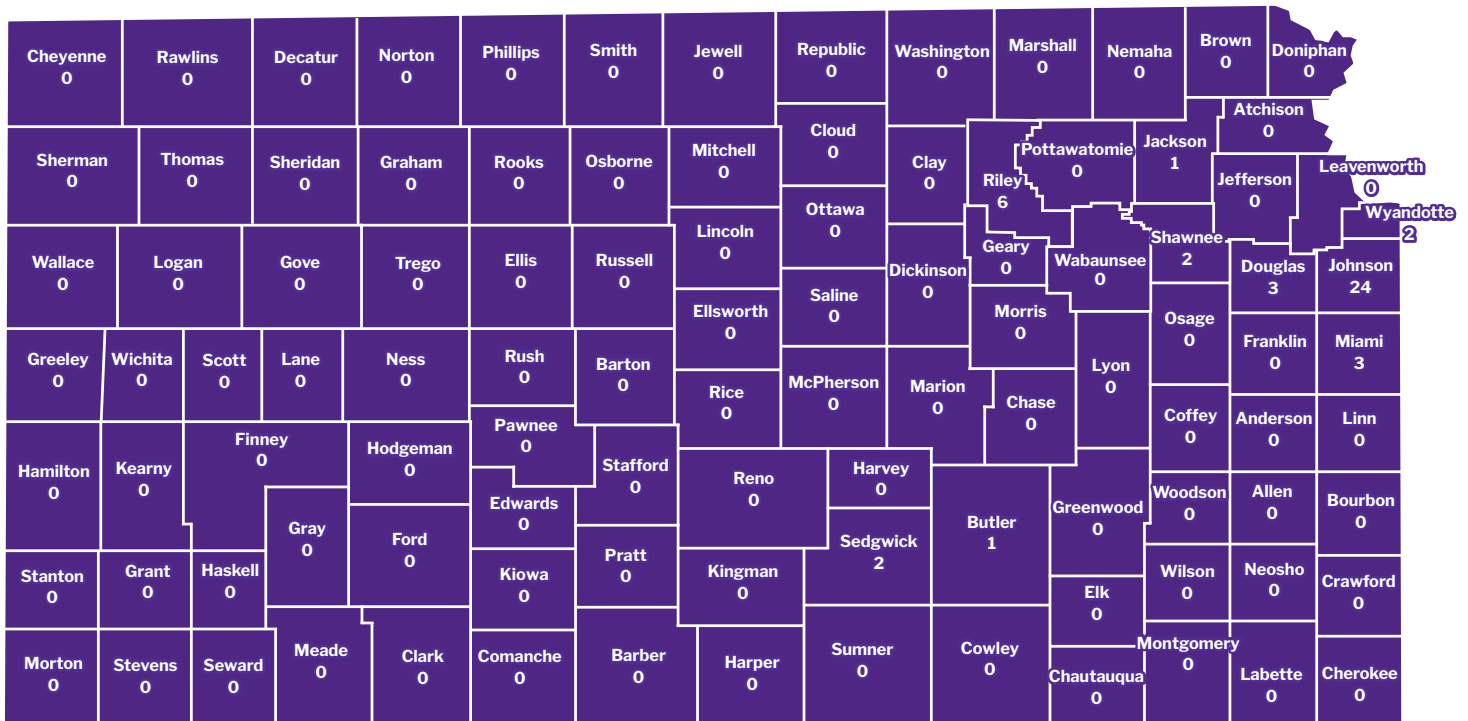 Cheyenne
0
Rawlins
0
Decatur
0
Norton
0
Phillips
0
Smith
0
Jewell
0
Republic
0
Washington
0
Marshall
0
Nemaha
0
Brown
0
Doniphan
0
Sherman
0
Thomas
0
Sheridan
0
Graham
0
Rooks
0
Osborne
0
Mitchell
0
Cloud
0
Clay
0
Riley
6
Pottawatomie
0
Jackson
1
Atchison
0
Jefferson
0
Leavenworth
0
Wyandotte
2
Wallace
0
Logan
0
Gove
0
Trego
0
Ellis
0
Russell
0
Lincoln
0
Ottawa
0
Dickinson
0
Geary
0
Wabaunsee
0
Shawnee
2
Douglas
3
Johnson
24
Ellsworth
0
Saline
0
Morris
0
Osage
0
Franklin
0
Miami
3
Greeley
0
Wichita
0
Scott
0
Lane
0
Ness
0
Rush
0
Barton
0
Rice
0
McPherson
0
Marion
0
Chase
0
Lyon
0
Coffey
0
Anderson
0
Linn
0
Hamilton
0
Kearny
0
Finney
0
Hodgeman
0
Pawnee
0
Stafford
0
Reno
0
Harvey
0
Butler
1
Greenwood
0
Woodson
0
Allen
0
Bourbon
0
Gray
0
Ford
0
Edwards
0
Sedgwick
2
Stanton
0
Grant
0
Haskell
0
Kiowa
0
Pratt
0
Kingman
0
Elk
0
Wilson
0
Neosho
0
Crawford
0
Morton
0
Stevens
0
Seward
0
Meade
0
Clark
0
Comanche
0
Barber
0
Harper
0
Sumner
0
Cowley
0
Chautauqua
0
Montgomery
0
Labette
0
Cherokee
0